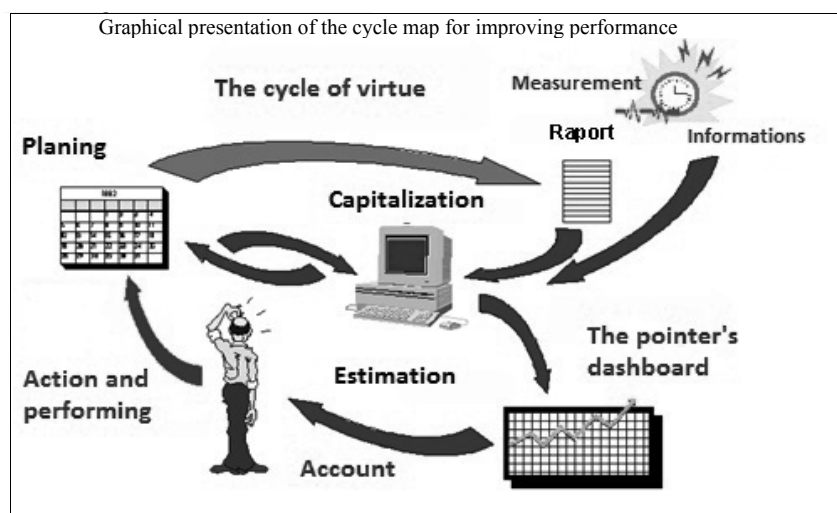 Graphical presentation of the cycle map for improving performance
The cycle of virtue
Measurement
Raport
Informations
Planing
Capitalization
The pointer's
dashboard
Estimation
Action and
performing
Account